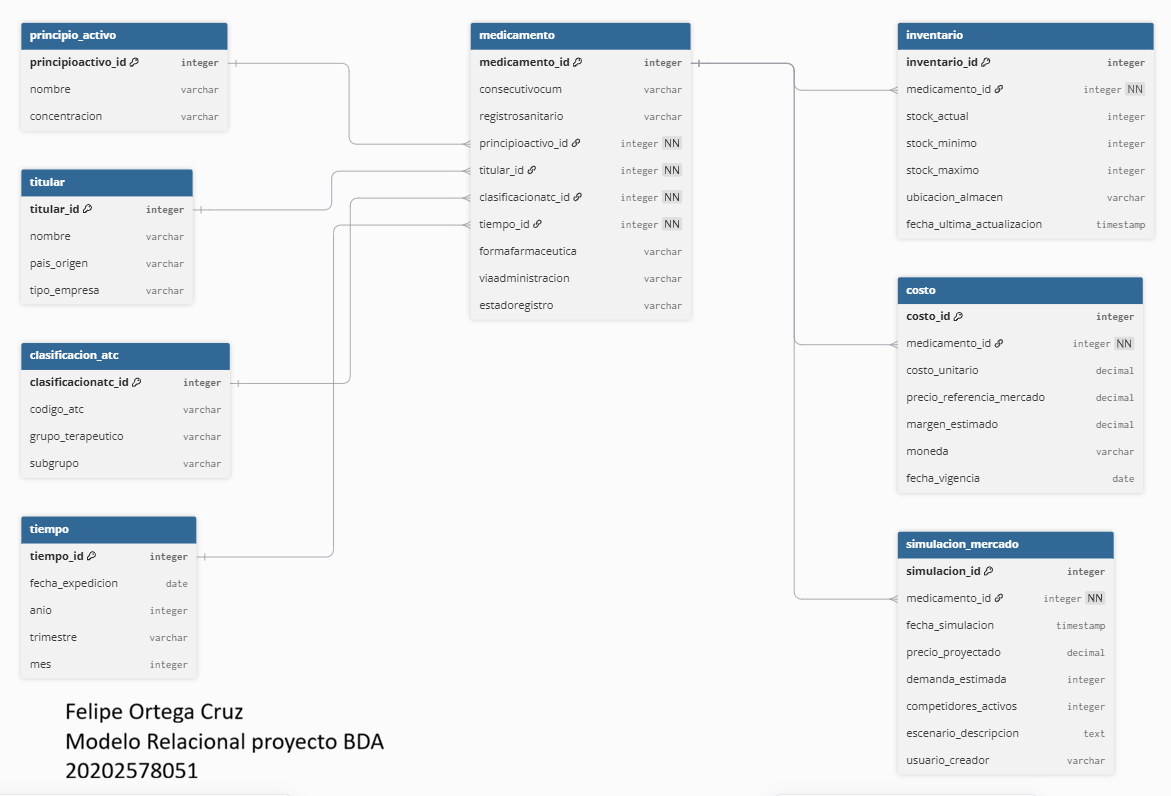 principio_activo
principioactivo_id integer
nombre varchar
concentracion varchar
titular
titular_id integer
nombre varchar
pais_origen varchar
tipo_empresa varchar
clasificacion_atc
clasificacionatc_id integer
codigo_atc varchar
grupo_terapeutico varchar
subgrupo varchar
tiempo
tiempo_id integer
fecha_expedicion date
anio integer
trimestre varchar
mes integer
medicamento
medicamento_id integer
consecutivocum varchar
registrosanitario varchar
principioactivo_id integer NN
titular_id integer NN
clasificacionatc_id integer NN
tiempo_id integer NN
formafarmaceutica varchar
viaadministracion varchar
estadoregistro varchar
inventario
inventario_id integer
medicamento_id integer NN
stock_actual integer
stock_minimo integer
stock_maximo integer
ubicacion_almacen varchar
fecha_ultima_actualizacion timestamp
costo
costo_id integer
medicamento_id integer NN
costo_unitario decimal
precio_referencia_mercado decimal
margen_estimado decimal
moneda varchar
fecha_vigencia date
simulacion_mercado
simulacion_id integer
medicamento_id integer NN
fecha_simulacion timestamp
precio_proyectado decimal
demanda_estimada integer
competidores_activos integer
escenario_descripcion text
usuario_creador varchar
Felipe Ortega Cruz
Modelo Relacional proyecto BDA
20202578051